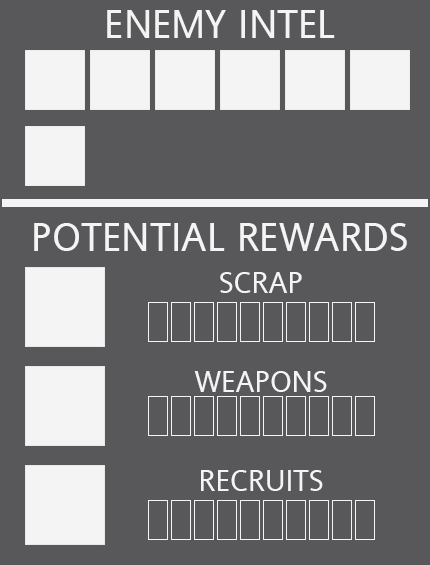 ENEMY INTEL
POTENTIAL REWARDS
SCRAP
WEAPONS
RECRUITS